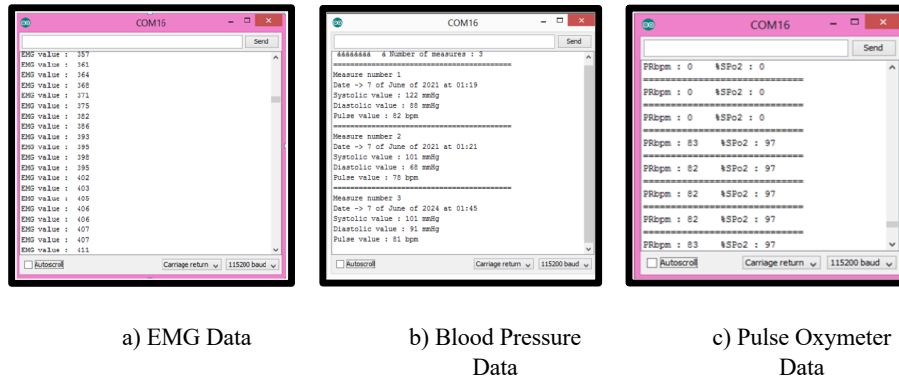 COM16
Send
EMG value : 357
EMG value : 361
EMG value : 364
EMG value : 368
EMG value : 371
EMG value : 375
EMG value : 382
EMG value : 386
EMG value : 393
EMG value : 395
EMG value : 398
EMG value : 395
EMG value : 402
EMG value : 403
EMG value : 405
EMG value : 406
EMG value : 406
EMG value : 407
EMG value : 407
EMG value : 411
Autoscroll
Carriage return
115200 baud
a) EMG Data
COM16
Send
Number of measures : 3
==========================================
Measure number 1
Date -> 7 of June of 2021 at 01:19
Systolic value : 122 mmHg
Diastolic value : 88 mmHg
Pulse value : 82 bpm
==========================================
Measure number 2
Date -> 7 of June of 2021 at 01:21
Systolic value : 101 mmHg
Diastolic value : 68 mmHg
Pulse value : 78 bpm
==========================================
Measure number 3
Date -> 7 of June of 2024 at 01:45
Systolic value : 101 mmHg
Diastolic value : 91 mmHg
Pulse value : 81 bpm
Autoscroll
Carriage return
115200 baud
b) Blood Pressure
Data
COM16
Send
PRbpm : 0 %SPo2 : 0
==============================
PRbpm : 0 %SPo2 : 0
==============================
PRbpm : 0 %SPo2 : 0
==============================
PRbpm : 83 %SPo2 : 97
==============================
PRbpm : 82 %SPo2 : 97
==============================
PRbpm : 82 %SPo2 : 97
==============================
PRbpm : 82 %SPo2 : 97
==============================
PRbpm : 83 %SPo2 : 97
Autoscroll
Carriage return
115200 baud
c) Pulse Oxymeter
Data